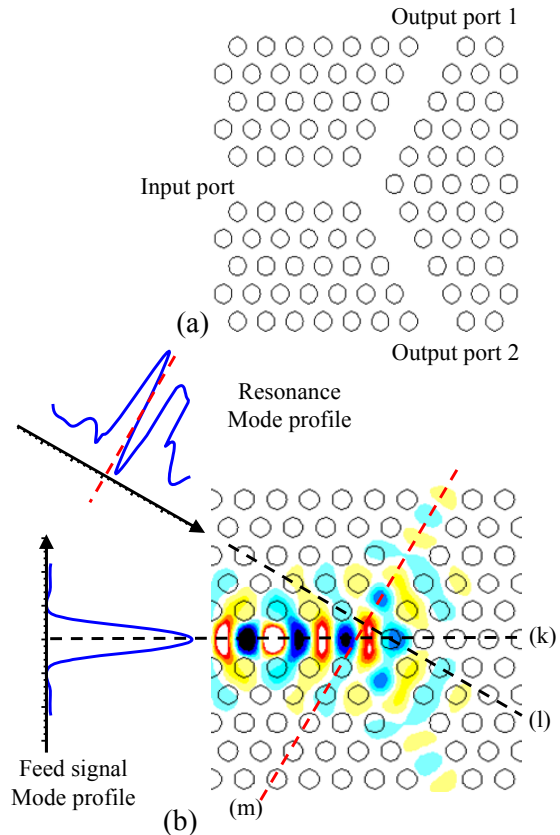 Output port 1
Input port
(a)
Output port 2
Resonance
Mode profile
(k)
(l)
Feed signal
Mode profile
(b)
(m)